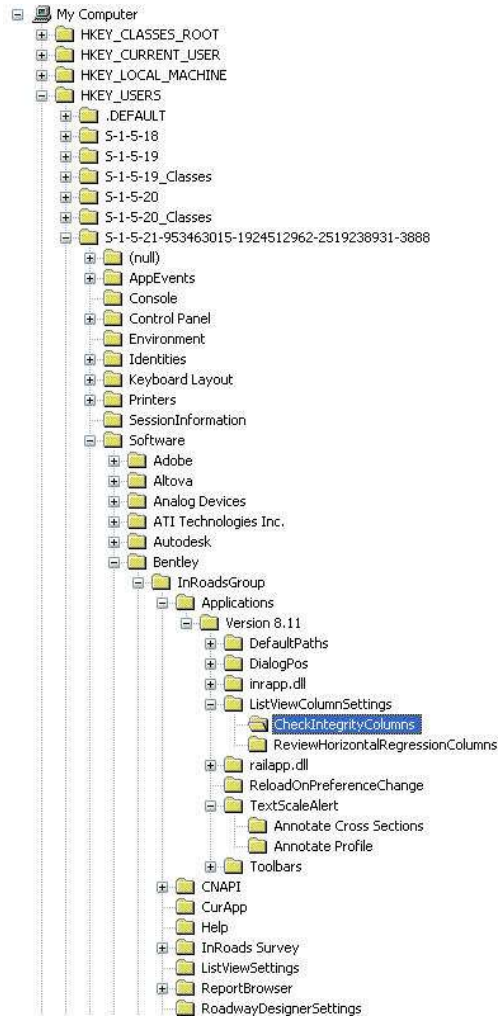 My Computer
HKEY_CLASSES_ROOT
HKEY_CURRENT_USER
HKEY_LOCAL_MACHINE
HKEY_USERS
.DEFAULT
S-1-5-18
S-1-5-19
S-1-5-19_Classes
S-1-5-20
S-1-5-20_Classes
S-1-5-21-953463015-1924512962-2519238931-3888
(null)
AppEvents
Console
Control Panel
Environment
Identities
Keyboard Layout
Printers
SessionInformation
Software
Adobe
Altova
Analog Devices
ATI Technologies Inc.
Autodesk
Bentley
InRoadsGroup
Applications
Version 8.11
DefaultPaths
DialogPos
inrapp.dll
ListViewColumnSettings
CheckIntegrityColumns
ReviewHorizontalRegressionColumns
railapp.dll
ReloadOnPreferenceChange
TextScaleAlert
Annotate Cross Sections
Annotate Profile
Toolbars
CNAPI
CurApp
Help
InRoads Survey
ListViewSettings
ReportBrowser
RoadwayDesignerSettings